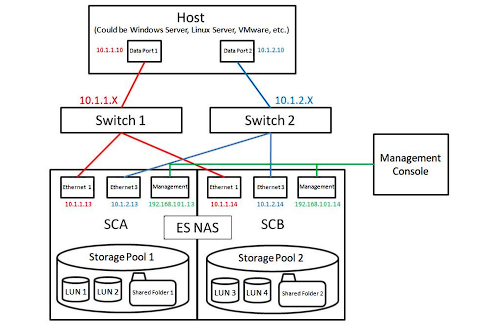 Host
(Could be Windows Server, Linux Server, VMware, etc.)
10.1.1.10
Data Port 1
Data Port 2
10.1.2.10
10.1.1.X
10.1.2.X
Switch 1
Switch 2
Management
Console
Ethernet 1
Ethernet3
Management
Ethernet 1
Ethernet3
Management
10.1.1.13
10.1.2.13
192.168.101.13
10.1.1.14
10.1.2.14
192.168.101.14
SCA
ES NAS
SCB
Storage Pool 1
Storage Pool 2
LUN 1
LUN 2
Shared Folder 1
LUN 3
LUN 4
Shared Folder 2